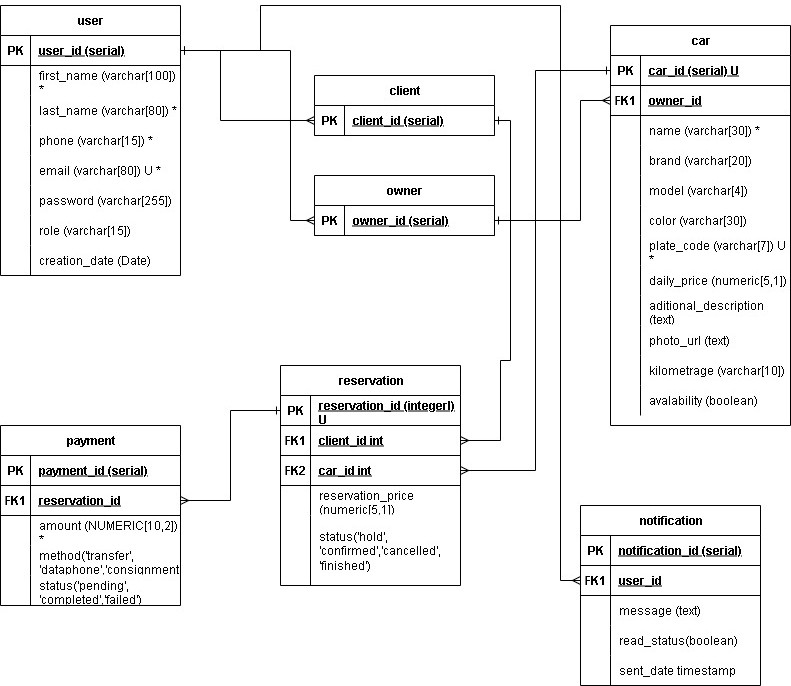 user
PK user_id (serial)
first_name (varchar[100])
*
last_name (varchar[80]) *
phone (varchar[15]) *
email (varchar[80]) U *
password (varchar[255])
role (varchar[15])
creation_date (Date)
client
PK client_id (serial)
owner
PK owner_id (serial)
car
PK car_id (serial) U
FK1 owner_id
name (varchar[30]) *
brand (varchar[20])
model (varchar[4])
color (varchar[30])
plate_code (varchar[7]) U
*
daily_price (numeric[5,1])
aditional_description
(text)
photo_url (text)
kilometrage (varchar[10])
avalability (boolean)
reservation
PK reservation_id (integerl)
U
FK1 client_id int
FK2 car_id int
reservation_price
(numeric[5,1])
status('hold',
'confirmed','cancelled,
'finished')
payment
PK payment_id (serial)
FK1 reservation_id
amount (NUMERIC[10,2])
*
method('transfer',
'dataphone','consignment
status('pending',
'completed','failed')
notification
PK notification_id (serial)
FK1 user_id
message (text)
read_status(boolean)
sent_date timestamp